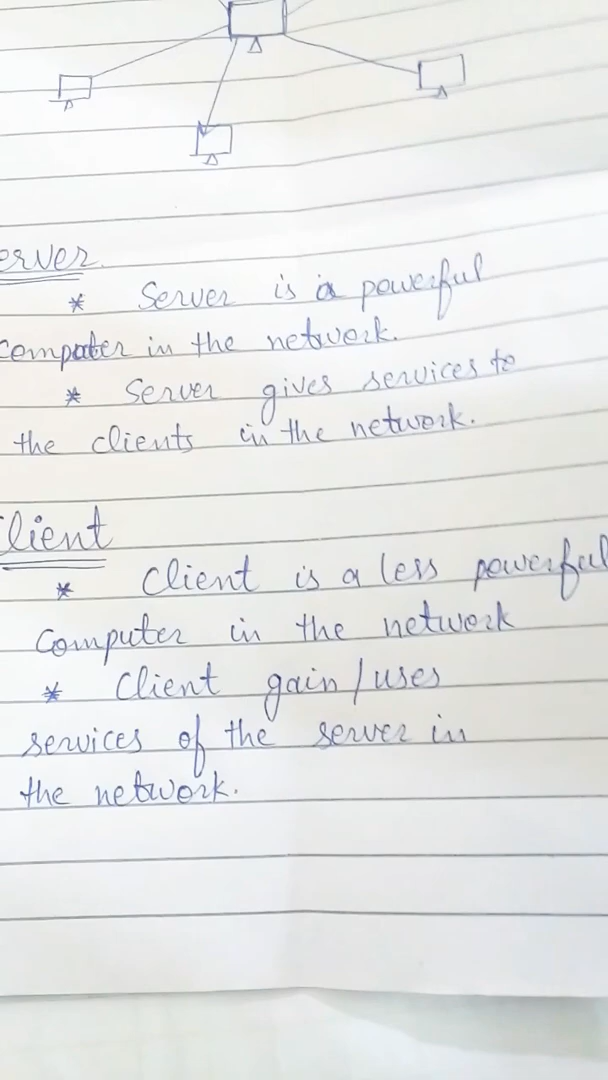 erver
* Server is a powerful
computer in the network.
* Server gives services to
the clients in the network.
Client
* Client is a less powerful
Computer in the network
* Client gain/uses
services of the server in
the network.